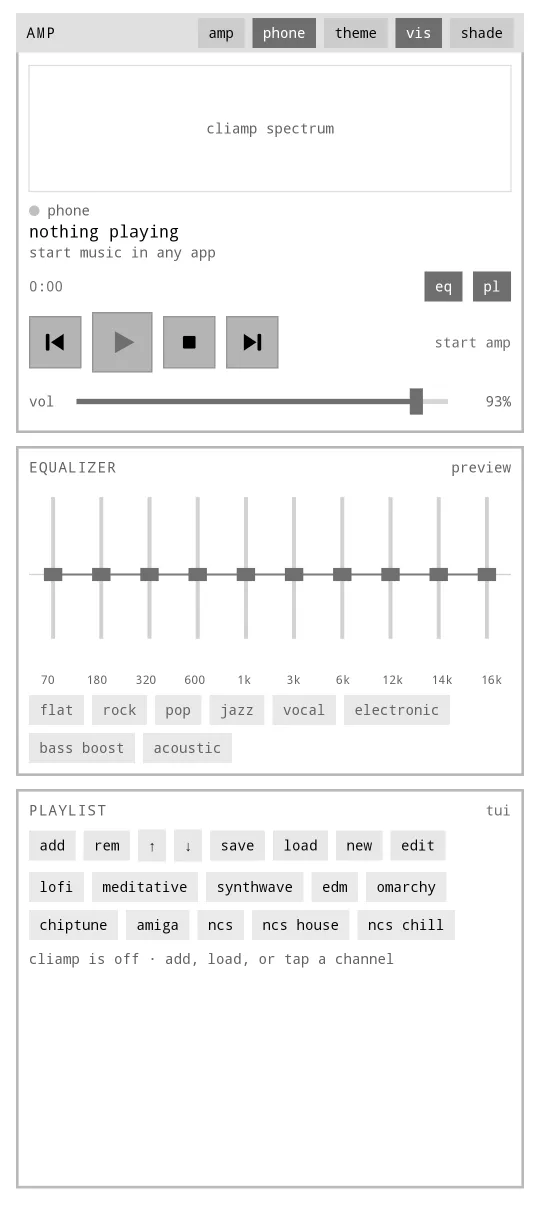 AMP amp phone theme vis shade
cliamp spectrum
phone
nothing playing
start music in any app
0:00 eq pl
start amp
vol 93%
EQUALIZER preview
70 180 320 600 1k 3k 6k 12k 14k 16k
flat rock pop jazz vocal electronic
bass boost acoustic
PLAYLIST tui
add rem ↑ ↓ save load new edit
lofi meditative synthwave edm omarchy
chiptune amiga ncs ncs house ncs chill
cliamp is off · add, load, or tap a channel